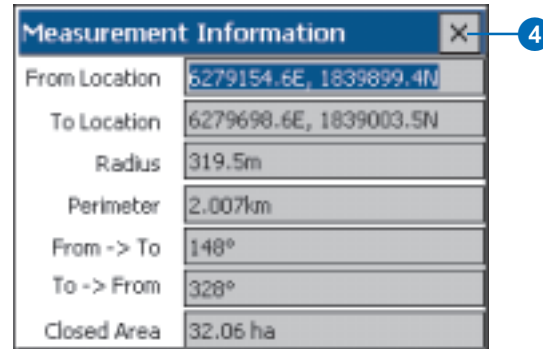 Measurement Information
4
From Location 6279154.6E, 1839899.4N
To Location 6279698.6E, 1839003.5N
Radius 319.5m
Perimeter 2.007km
From -> To 148°
To -> From 328°
Closed Area 32.06 ha